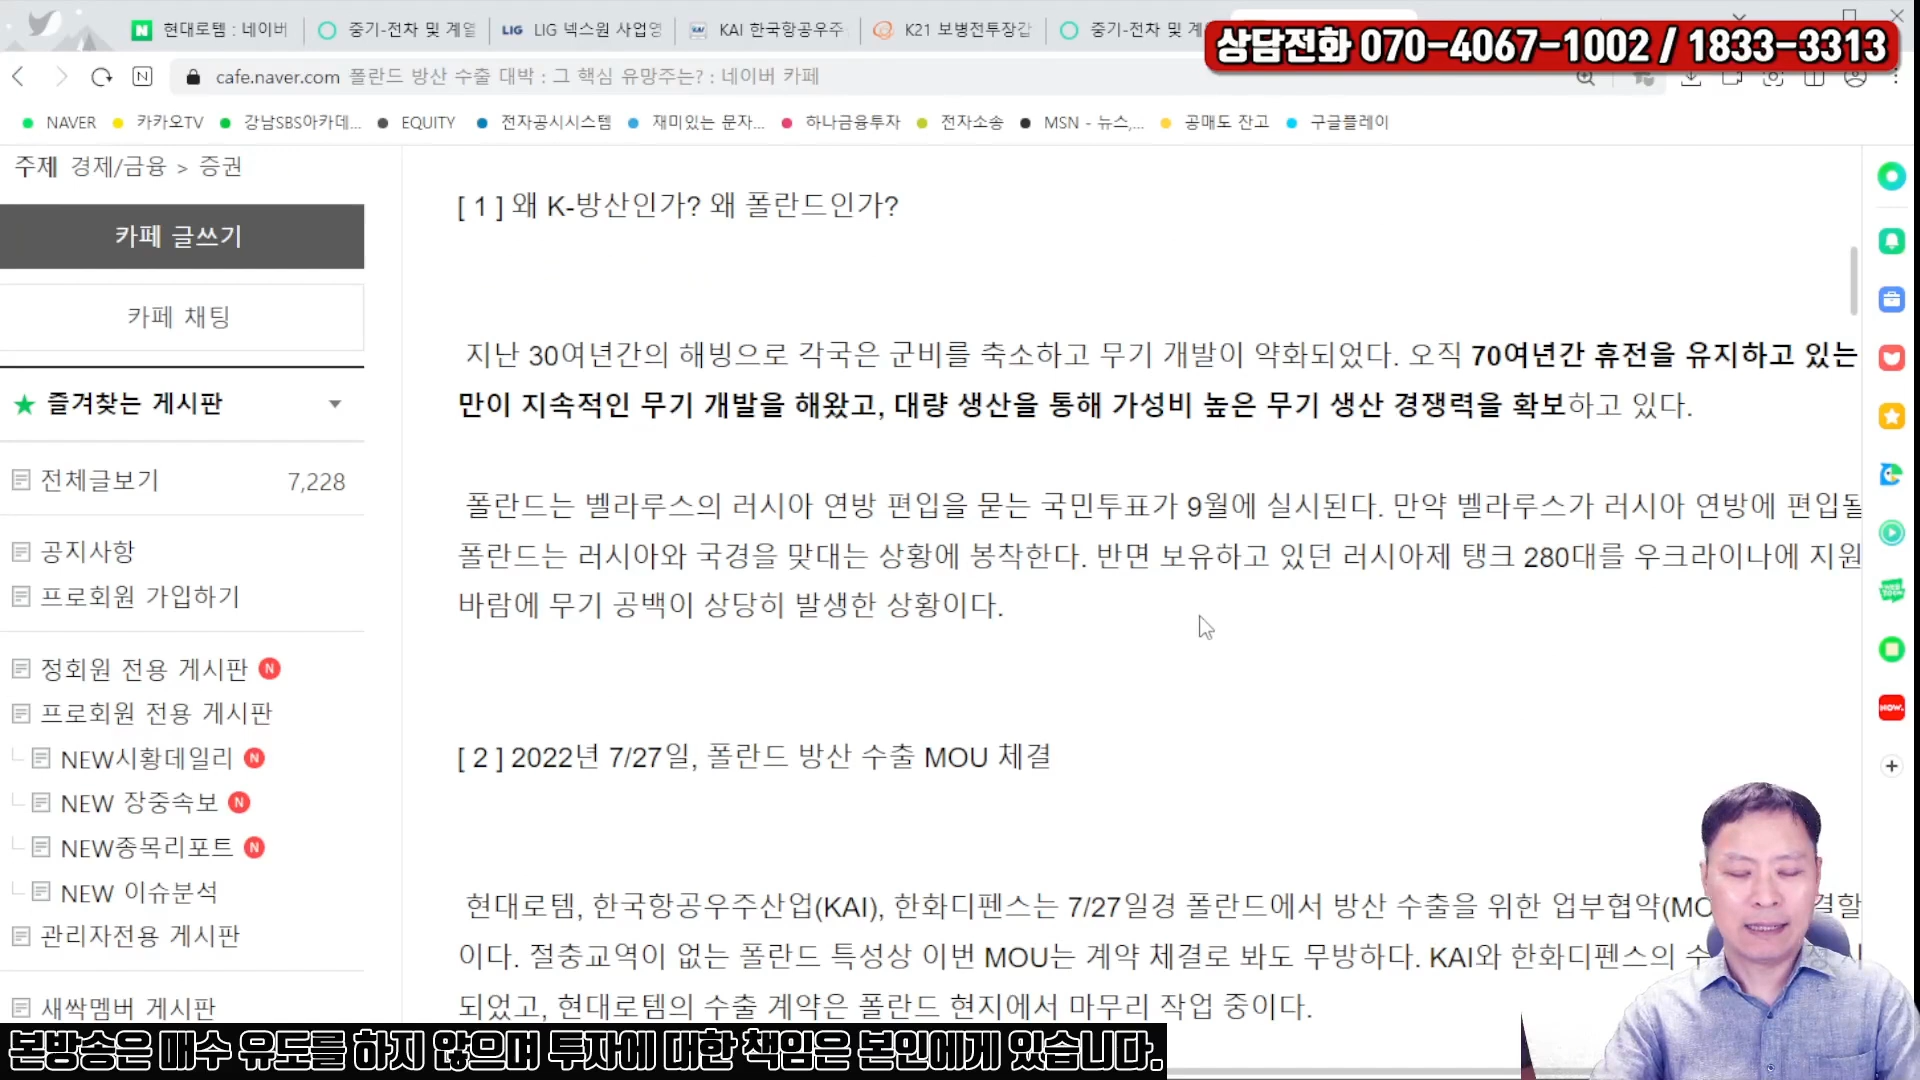 현대로템 : 네이버
중기-전차 및 계열
LIG LIG 넥스원 사업영
KAI 한국항공우주
K21 보병전투장갑
중기-전차 및 계
상담전화 070-4067-1002 / 1833-3313
cafe.naver.com 폴란드 방산 수출 대박 : 그 핵심 유망주는? : 네이버 카페
NAVER 카카오TV 강남SBS아카데... EQUITY 전자공시시스템 재미있는 문자... 하나금융투자 전자소송 MSN - 뉴스,... 공매도 잔고 구글플레이
주제 경제/금융 > 증권
카페 글쓰기
카페 채팅
즐겨찾는 게시판
전체글보기 7,228
공지사항
프로회원 가입하기
정회원 전용 게시판 N
프로회원 전용 게시판
NEW시황데일리 N
NEW 장중속보 N
NEW종목리포트 N
NEW 이슈분석
관리자전용 게시판
새싹멤버 게시판
[ 1 ] 왜 K-방산인가? 왜 폴란드인가?
지난 30여년간의 해빙으로 각국은 군비를 축소하고 무기 개발이 약화되었다. 오직 70여년간 휴전을 유지하고 있는
만이 지속적인 무기 개발을 해왔고, 대량 생산을 통해 가성비 높은 무기 생산 경쟁력을 확보하고 있다.
폴란드는 벨라루스의 러시아 연방 편입을 묻는 국민투표가 9월에 실시된다. 만약 벨라루스가 러시아 연방에 편입될
폴란드는 러시아와 국경을 맞대는 상황에 봉착한다. 반면 보유하고 있던 러시아제 탱크 280대를 우크라이나에 지원
바람에 무기 공백이 상당히 발생한 상황이다.
[ 2 ] 2022년 7/27일, 폴란드 방산 수출 MOU 체결
현대로템, 한국항공우주산업(KAI), 한화디펜스는 7/27일경 폴란드에서 방산 수출을 위한 업부협약(MO 결할
이다. 절충교역이 없는 폴란드 특성상 이번 MOU는 계약 체결로 봐도 무방하다. KAI와 한화디펜스의 수
되었고, 현대로템의 수출 계약은 폴란드 현지에서 마무리 작업 중이다.
NOW.
본방송은 매수 유도를 하지 않으며 투자에 대한 책임은 본인에게 있습니다.